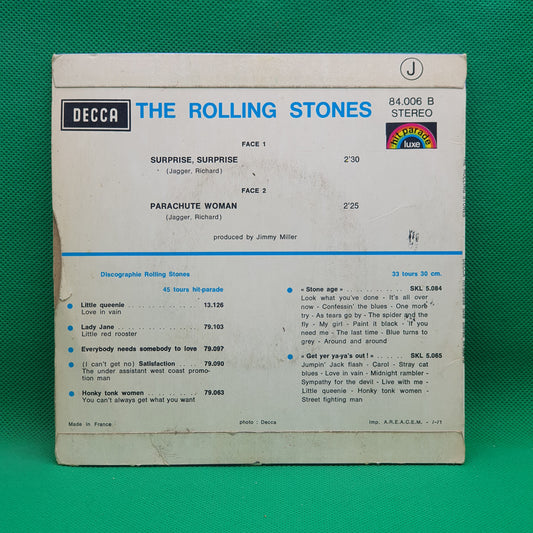 J
DECCA
THE ROLLING STONES
84.006 B
STEREO
hit parade
luxe
FACE 1
SURPRISE, SURPRISE 2'30
(Jagger, Richard)
FACE 2
PARACHUTE WOMAN 2'25
(Jagger, Richard)
produced by Jimmy Miller
Discographie Rolling Stones
45 tours hit-parade
Little queenie . . . . . . . . . . . . 13.126
Love in vain
Lady Jane . . . . . . . . . . . . . . 79.103
Little red rooster
Everybody needs somebody to love 79.097
(I can't get no) Satisfaction . . 79.090
The under assistant west coast promo-
tion man
Honky tonk women . . . . . . . . . 79.063
You can't always get what you want
33 tours 30 cm.
« Stone age » . . . . . . . . . . SKL 5.084
Look what you've done - It's all over
now - Confessin' the blues - One more
try - As tears go by - The spider and the
fly - My girl - Paint it black - If you
need me - The last time - Blue turns to
grey - Around and around
« Get yer ya-ya's out ! » . . . SKL 5.065
Jumpin' Jack flash - Carol - Stray cat
blues - Love in vain - Midnight rambler -
Sympathy for the devil - Live with me -
Little queenie - Honky tonk women -
Street fighting man
Made in France
photo : Decca
Imp. A.R.E.A.C.E.M. - 1-71
THE ROLLING STONES